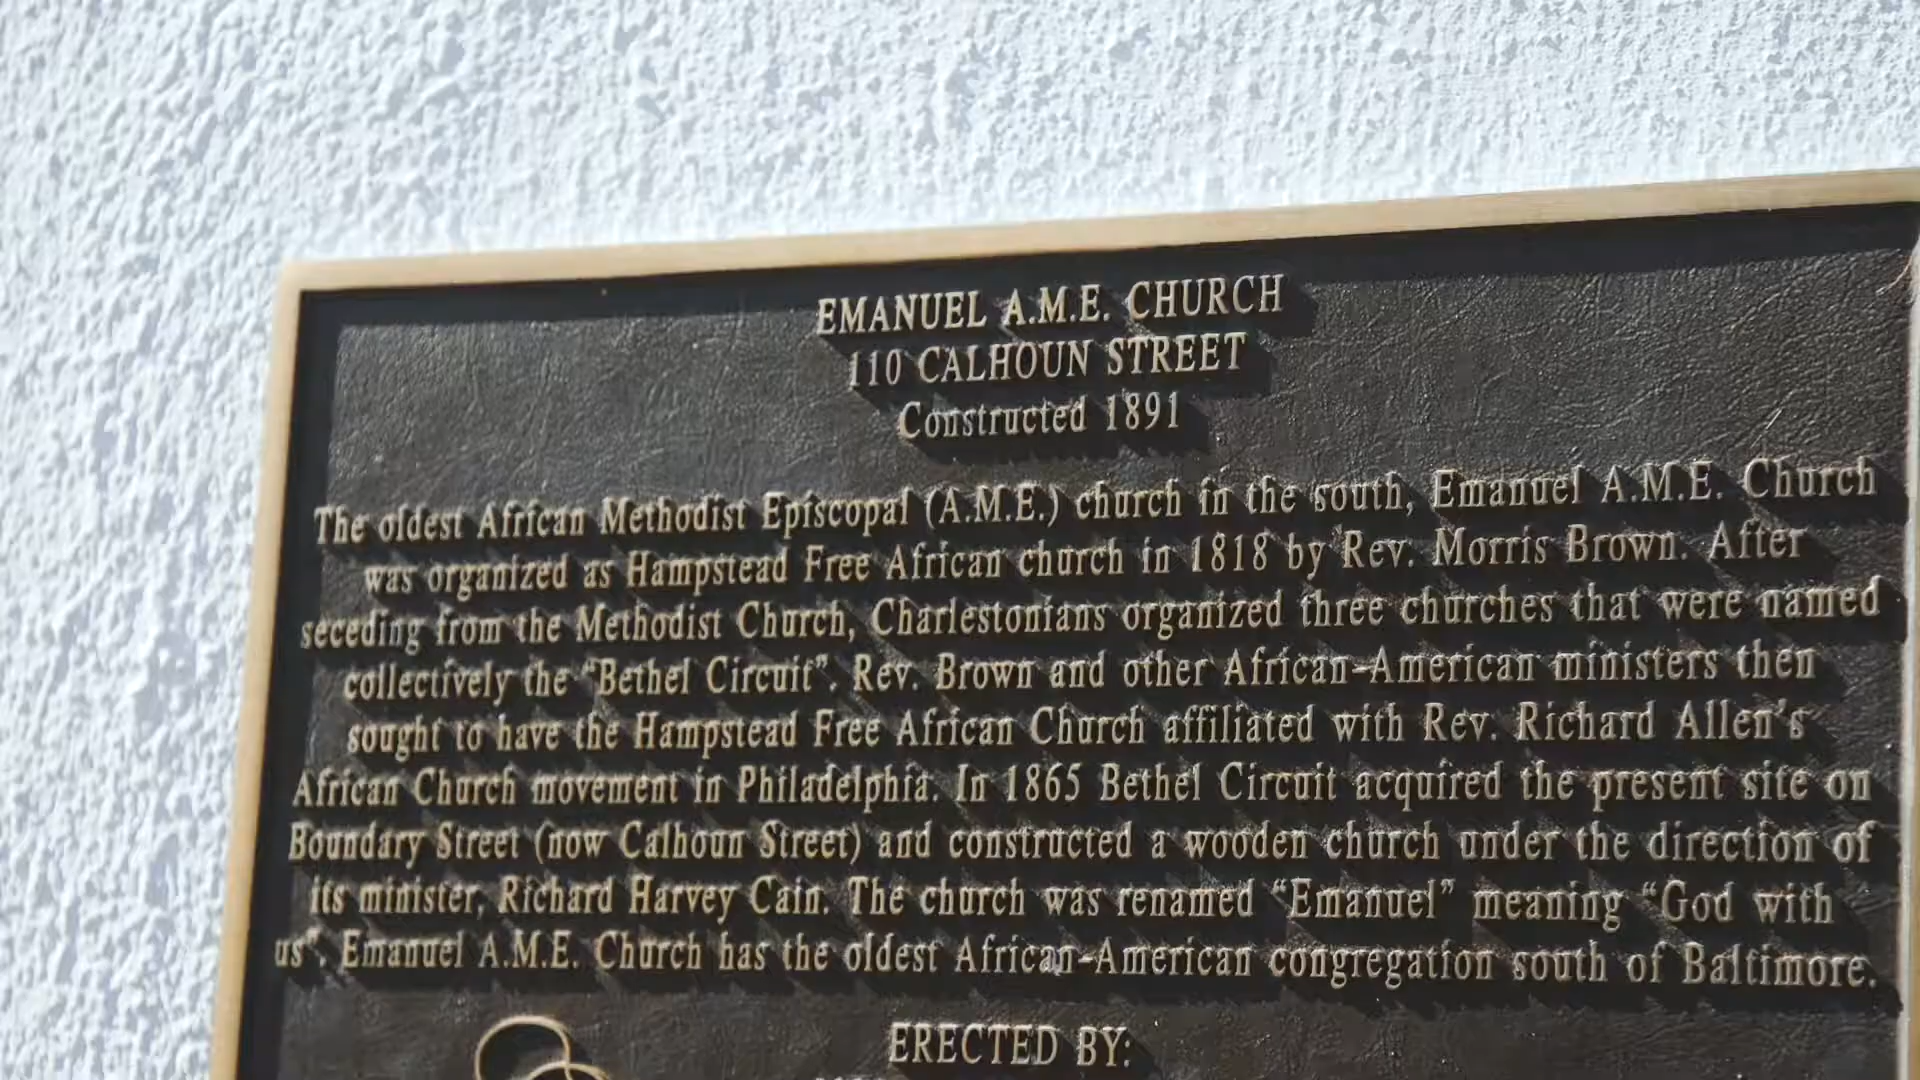 EMANUEL A.M.E. CHURCH
110 CALHOUN STREET
Constructed 1891
The oldest African Methodist Episcopal (A.M.E.) church in the south, Emanuel A.M.E. Church
was organized as Hampstead Free African church in 1818 by Rev. Morris Brown. After
seceding from the Methodist Church, Charlestonians organized three churches that were named
collectively the “Bethel Circuit”. Rev. Brown and other African-American ministers then
sought to have the Hampstead Free African Church affiliated with Rev. Richard Allen’s
African Church movement in Philadelphia. In 1865 Bethel Circuit acquired the present site on
Boundary Street (now Calhoun Street) and constructed a wooden church under the direction of
its minister, Richard Harvey Cain. The church was renamed “Emanuel” meaning “God with
us”. Emanuel A.M.E. Church has the oldest African-American congregation south of Baltimore.
ERECTED BY: